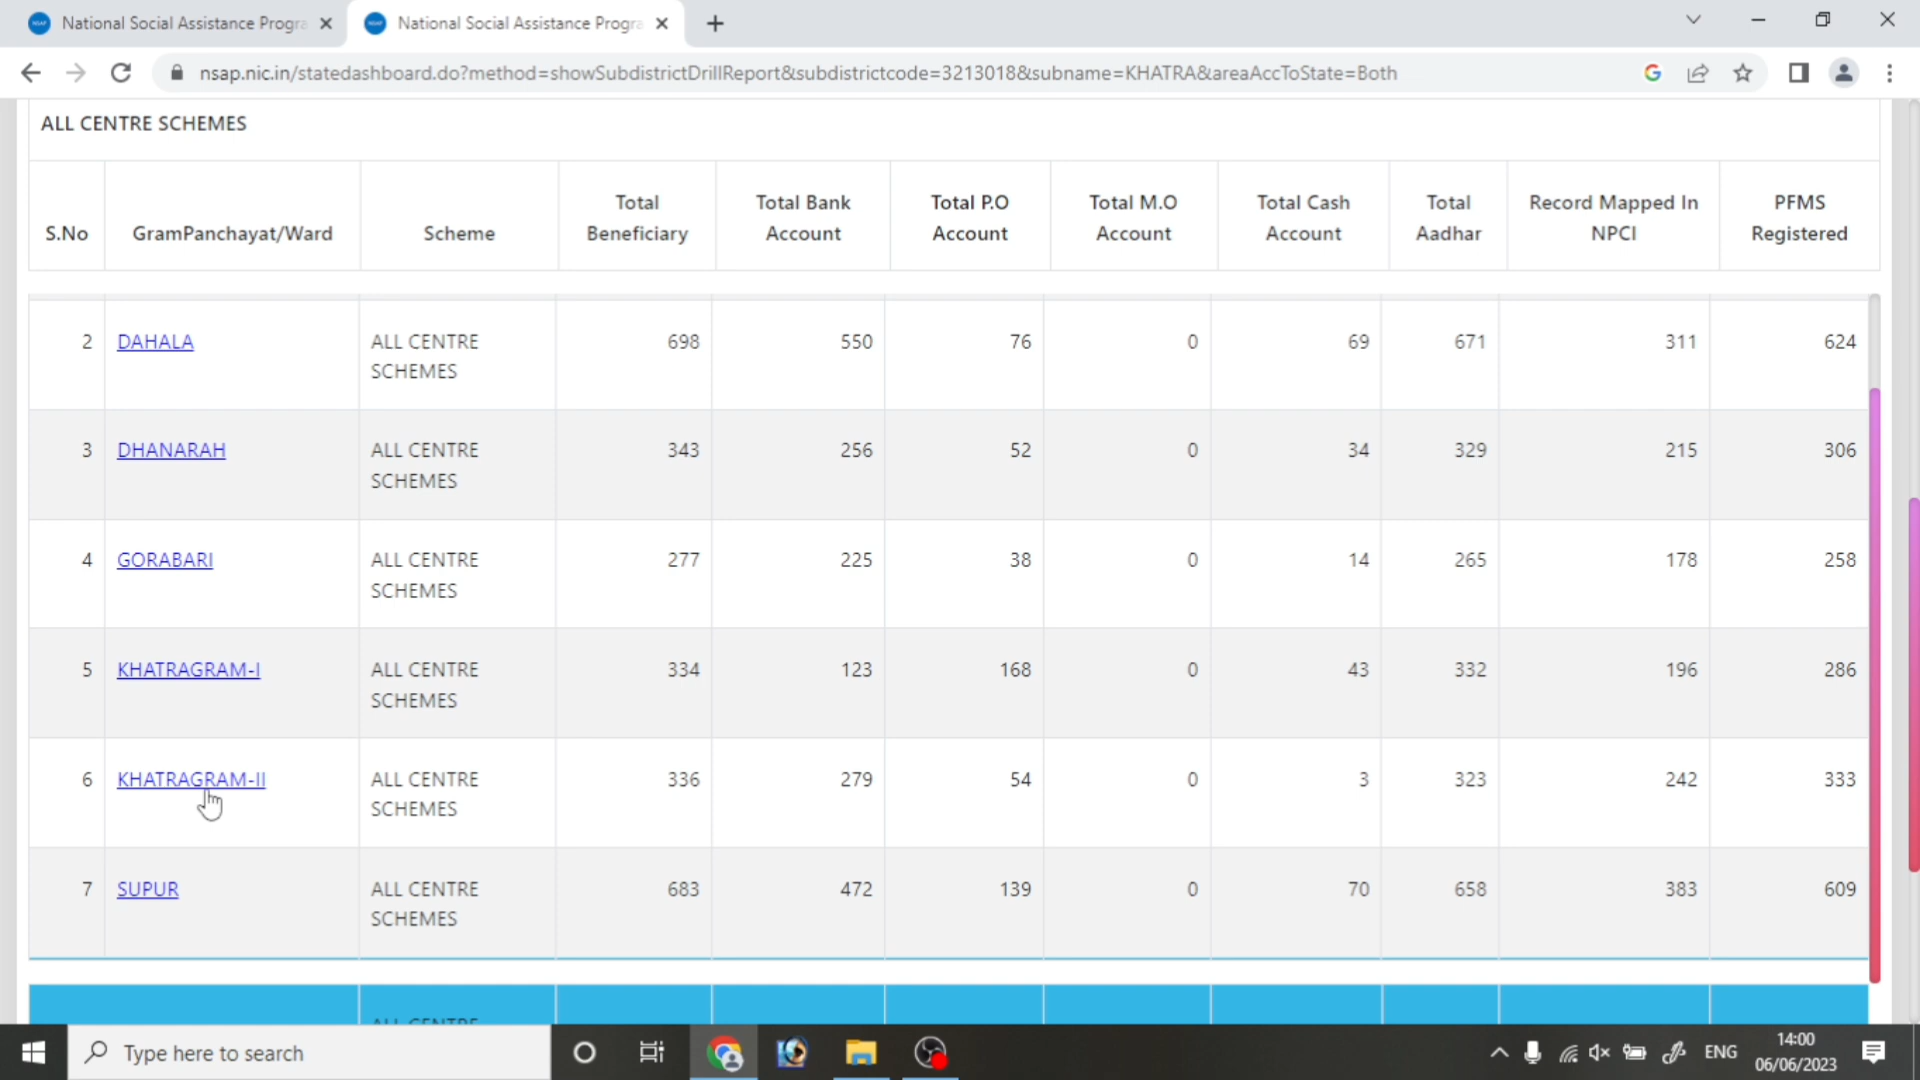 National Social Assistance Progra
National Social Assistance Progra
nsap.nic.in/statedashboard.do?method=showSubdistrictDrillReport&subdistrictcode=3213018&subname=KHATRA&areaAccToState=Both
ALL CENTRE SCHEMES
S.No GramPanchayat/Ward Scheme Total Beneficiary Total Bank Account Total P.O Account Total M.O Account Total Cash Account Total Aadhar Record Mapped In NPCI PFMS Registered
2 DAHALA ALL CENTRE 698 550 76 0 69 671 311 624
SCHEMES
3 DHANARAH ALL CENTRE 343 256 52 0 34 329 215 306
SCHEMES
4 GORABARI ALL CENTRE 277 225 38 0 14 265 178 258
SCHEMES
5 KHATRAGRAM-I ALL CENTRE 334 123 168 0 43 332 196 286
SCHEMES
6 KHATRAGRAM-II ALL CENTRE 336 279 54 0 3 323 242 333
SCHEMES
7 SUPUR ALL CENTRE 683 472 139 0 70 658 383 609
SCHEMES
ALL CENTRE
Type here to search
ENG
14:00
06/06/2023